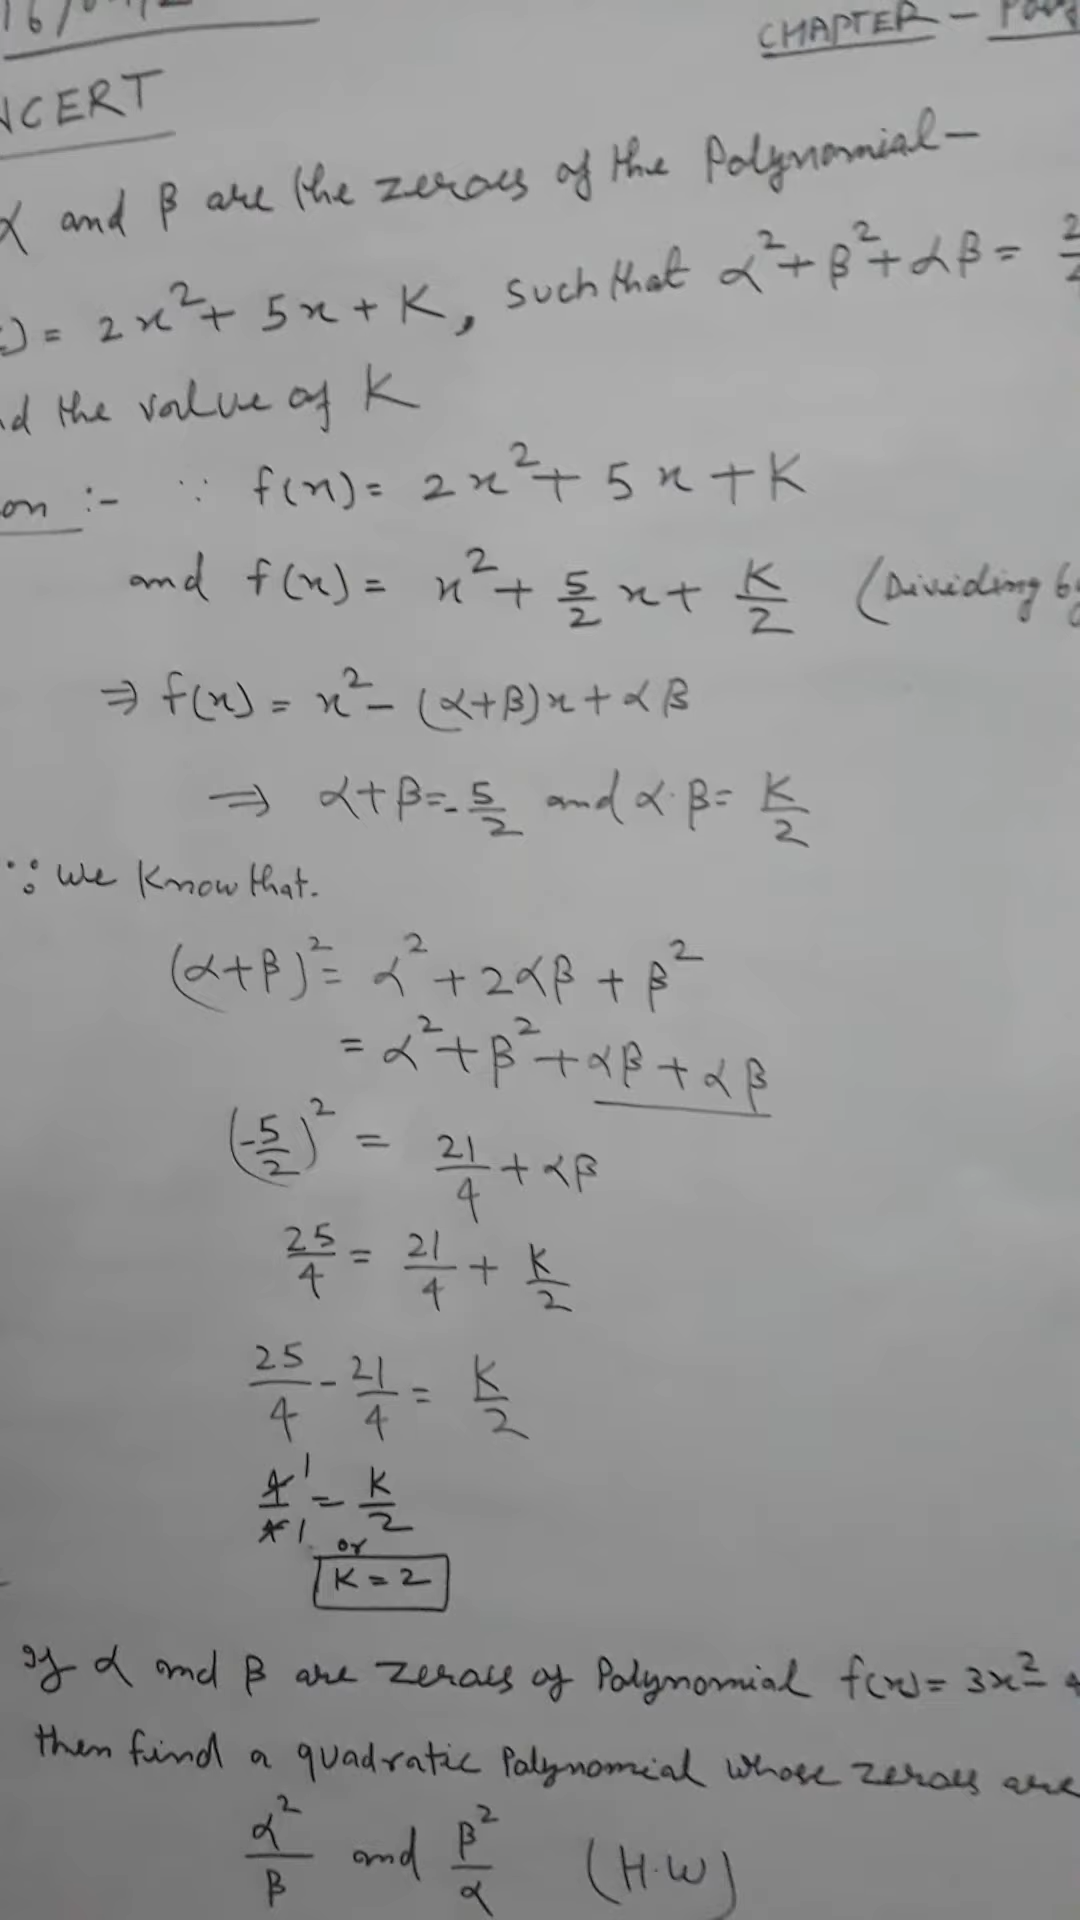 CHAPTER -
NCERT
α and β are the zeroes of the Polynomial -
) = 2x² + 5x + K, such that α² + β² + αβ =
the value of K
:- ∵ f(x) = 2x² + 5x + K
and f(x) = x² + 5/2 x + K/2 (Dividing by
⇒ f(x) = x² - (α+β)x + αβ
⇒ α+β = -5/2 and α·β = K/2
∵ we know that.
(α+β)² = α² + 2αβ + β²
= α² + β² + αβ + αβ
(-5/2)² = 21/4 + αβ
25/4 = 21/4 + K/2
25/4 - 21/4 = K/2
4/4 1/1 = K/2
or
K = 2
If α and β are zeroes of Polynomial f(x) = 3x² -
then find a quadratic Polynomial whose zeroes are
α²/β and β²/α (H.W)